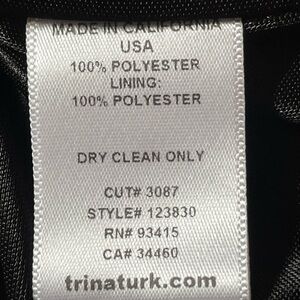 MADE IN CALIFORNIA
USA
100% POLYESTER
LINING:
100% POLYESTER
DRY CLEAN ONLY
CUT# 3087
STYLE# 123830
RN# 93415
CA# 34460
trinaturk.com